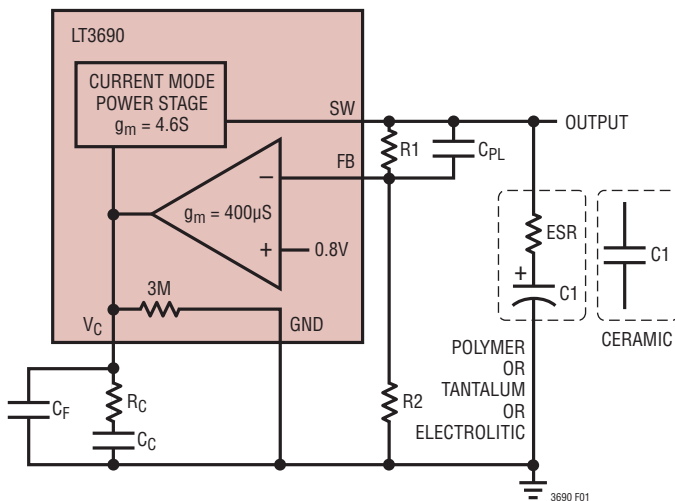 LT3690
CURRENT MODE
POWER STAGE
gm = 4.6S
SW
OUTPUT
R1
CPL
FB
–
gm = 400µS
+
0.8V
ESR
+
C1
C1
3M
GND
VC
CERAMIC
POLYMER
OR
TANTALUM
OR
ELECTROLITIC
CF
RC
CC
R2
3690 F01